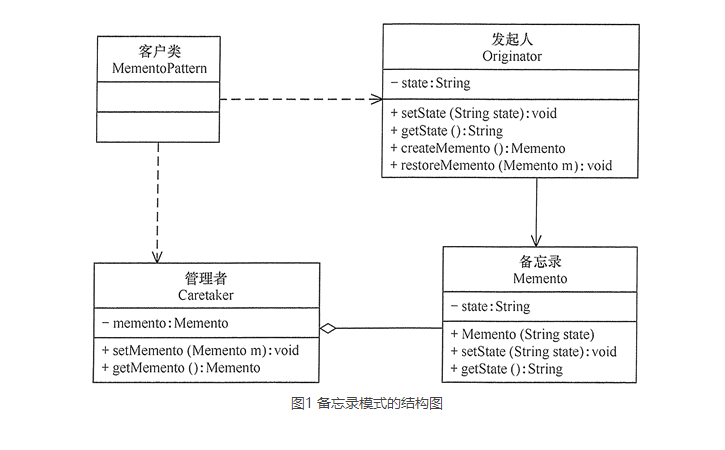 客户类
MementoPattern
发起人
Originator
− state:String
+ setState (String state):void
+ getState ():String
+ createMemento ():Memento
+ restoreMemento (Memento m):void
管理者
Caretaker
− memento:Memento
+ setMemento (Memento m):void
+ getMemento ():Memento
备忘录
Memento
− state:String
+ Memento (String state)
+ setState (String state):void
+ getState ():String
图1 备忘录模式的结构图